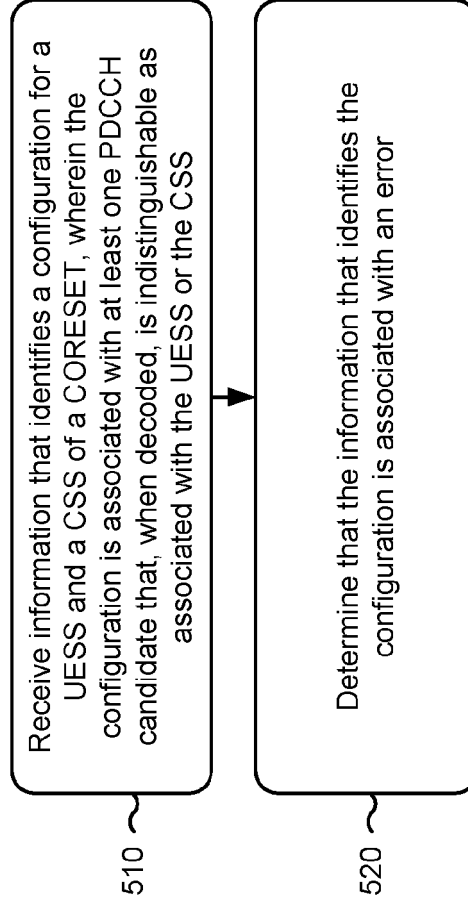 Receive information that identifies a configuration for a
UESS and a CSS of a CORESET, wherein the
configuration is associated with at least one PDCCH
candidate that, when decoded, is indistinguishable as
associated with the UESS or the CSS
510
Determine that the information that identifies the
configuration is associated with an error
520